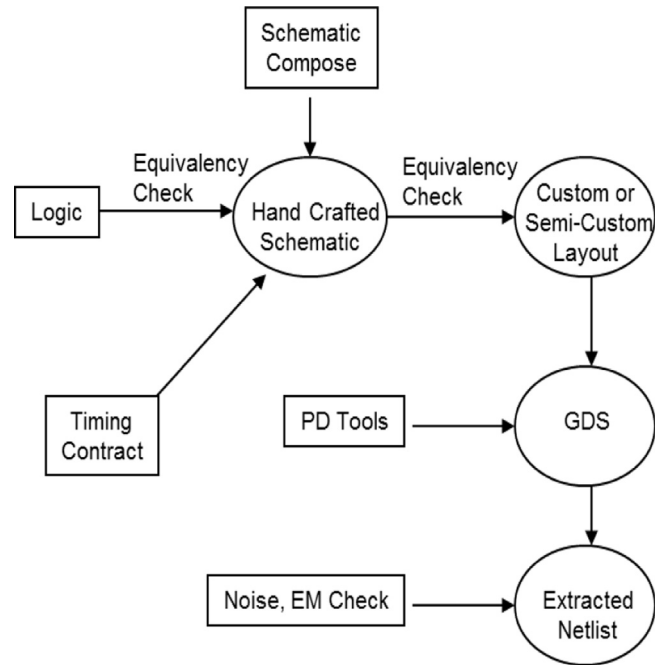 Schematic
Compose
Equivalency
Check
Equivalency
Check
Logic
Hand Crafted
Schematic
Custom or
Semi-Custom
Layout
Timing
Contract
PD Tools
GDS
Noise, EM Check
Extracted
Netlist